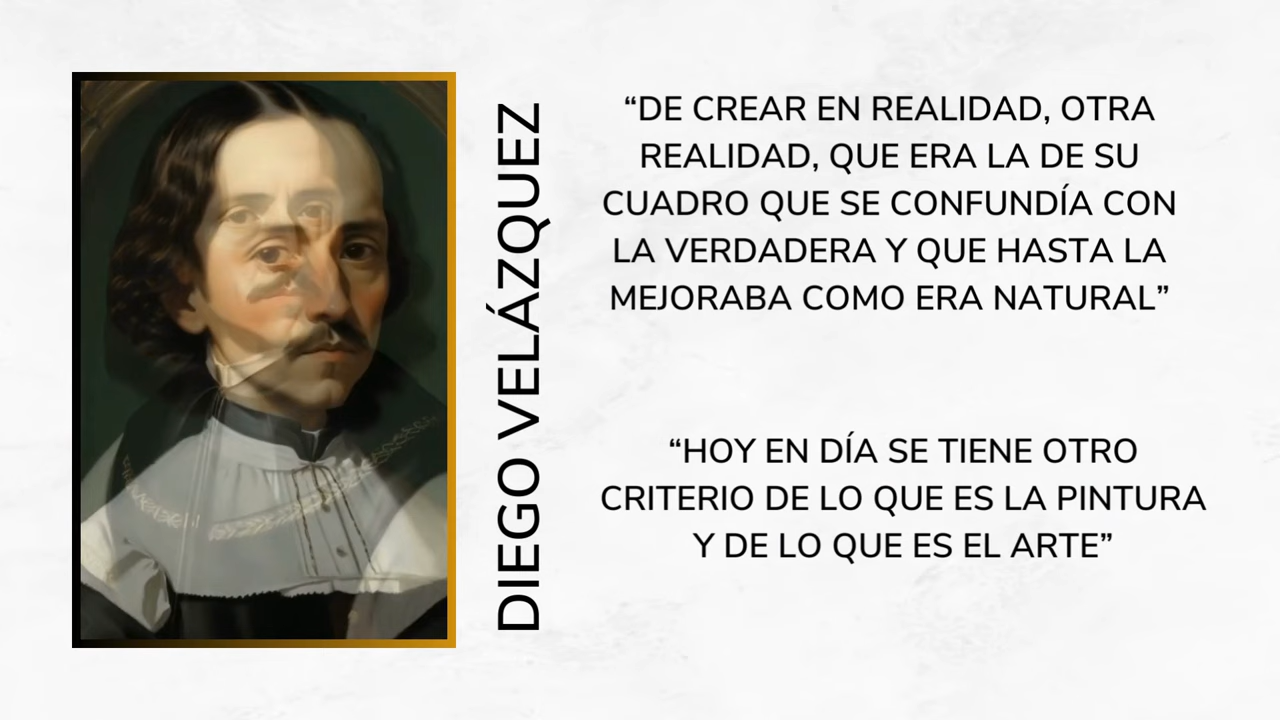 DIEGO VELÁZQUEZ
“DE CREAR EN REALIDAD, OTRA
REALIDAD, QUE ERA LA DE SU
CUADRO QUE SE CONFUNDÍA CON
LA VERDADERA Y QUE HASTA LA
MEJORABA COMO ERA NATURAL”
“HOY EN DÍA SE TIENE OTRO
CRITERIO DE LO QUE ES LA PINTURA
Y DE LO QUE ES EL ARTE”